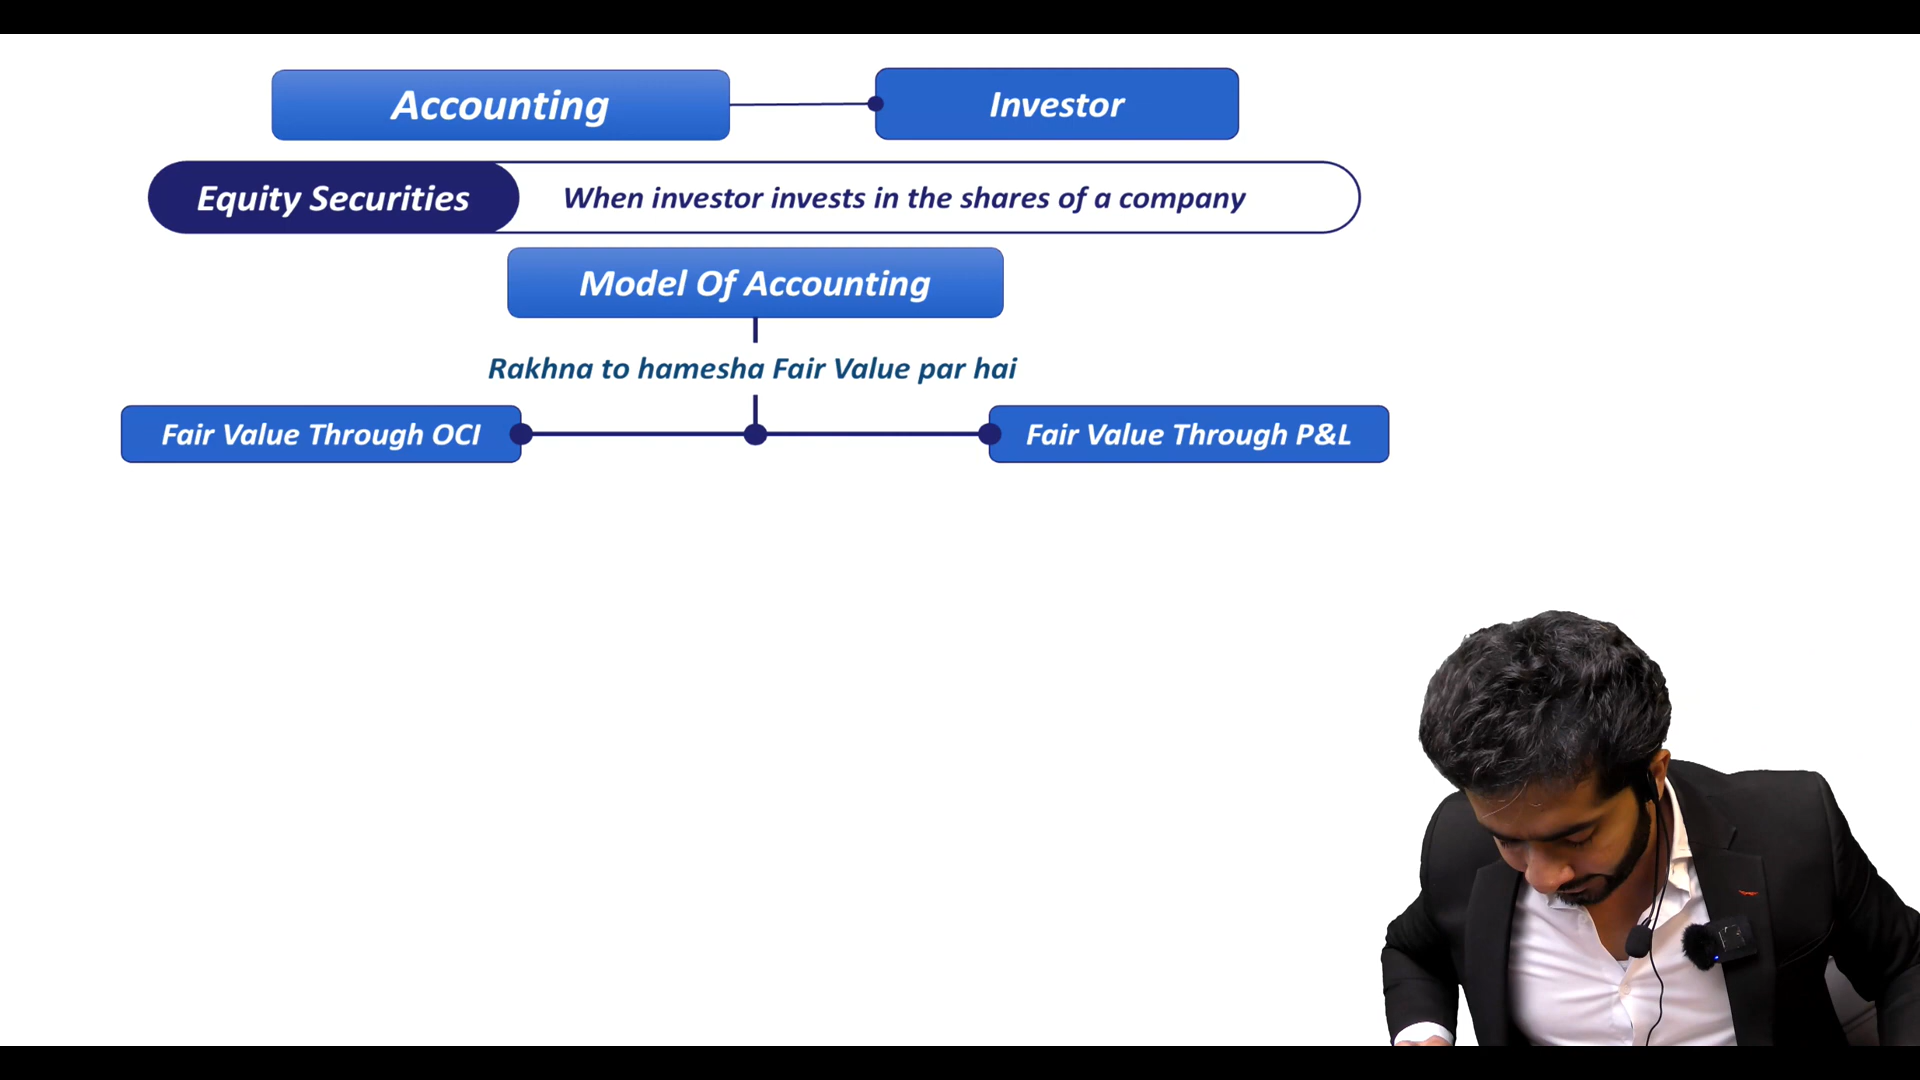 Accounting
Investor
Equity Securities
When investor invests in the shares of a company
Model Of Accounting
Rakhna to hamesha Fair Value par hai
Fair Value Through OCI
Fair Value Through P&L